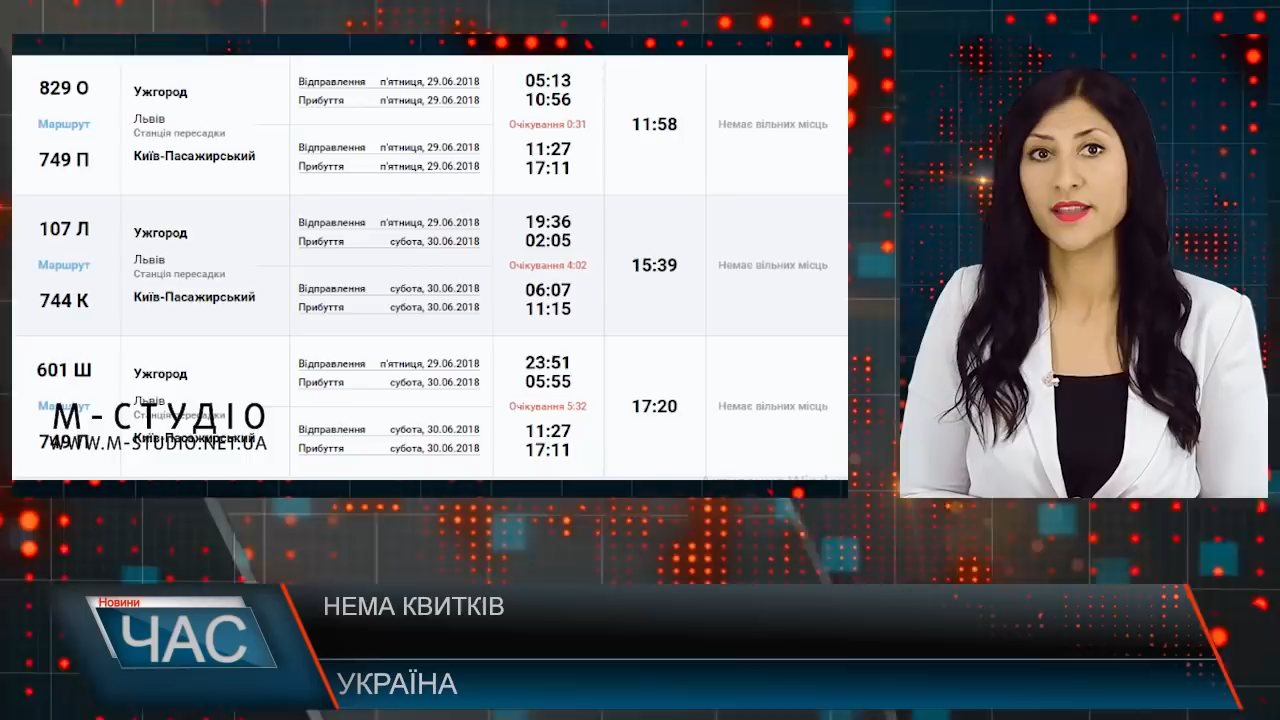 829 О
Маршрут
749 П
Ужгород
Львів
Станція пересадки
Київ-Пасажирський
Відправлення п'ятниця, 29.06.2018
Прибуття п'ятниця, 29.06.2018
Відправлення п'ятниця, 29.06.2018
Прибуття п'ятниця, 29.06.2018
05:13
10:56
Очікування 0:31
11:27
17:11
11:58
Немає вільних місць
107 Л
Маршрут
744 К
Ужгород
Львів
Станція пересадки
Київ-Пасажирський
Відправлення п'ятниця, 29.06.2018
Прибуття субота, 30.06.2018
Відправлення субота, 30.06.2018
Прибуття субота, 30.06.2018
19:36
02:05
Очікування 4:02
06:07
11:15
15:39
Немає вільних місць
601 Ш
Маршрут
749 П
Ужгород
Львів
Станція пересадки
Київ-Пасажирський
Відправлення п'ятниця, 29.06.2018
Прибуття субота, 30.06.2018
Відправлення субота, 30.06.2018
Прибуття субота, 30.06.2018
23:51
05:55
Очікування 5:32
11:27
17:11
17:20
Немає вільних місць
М-СТУДІО
WWW.M-STUDIO.NET.UA
Новини
ЧАС
НЕМА КВИТКІВ
УКРАЇНА